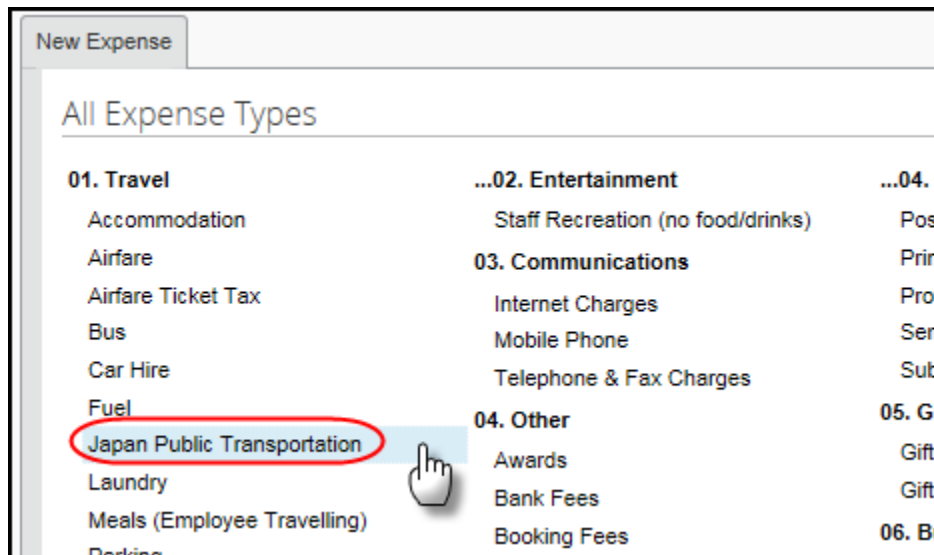 New Expense
All Expense Types
01. Travel
Accommodation
Airfare
Airfare Ticket Tax
Bus
Car Hire
Fuel
Japan Public Transportation
Laundry
Meals (Employee Travelling)
Parking
...02. Entertainment
Staff Recreation (no food/drinks)
03. Communications
Internet Charges
Mobile Phone
Telephone & Fax Charges
04. Other
Awards
Bank Fees
Booking Fees
...04.
05. G
Gift
Gift
06. B